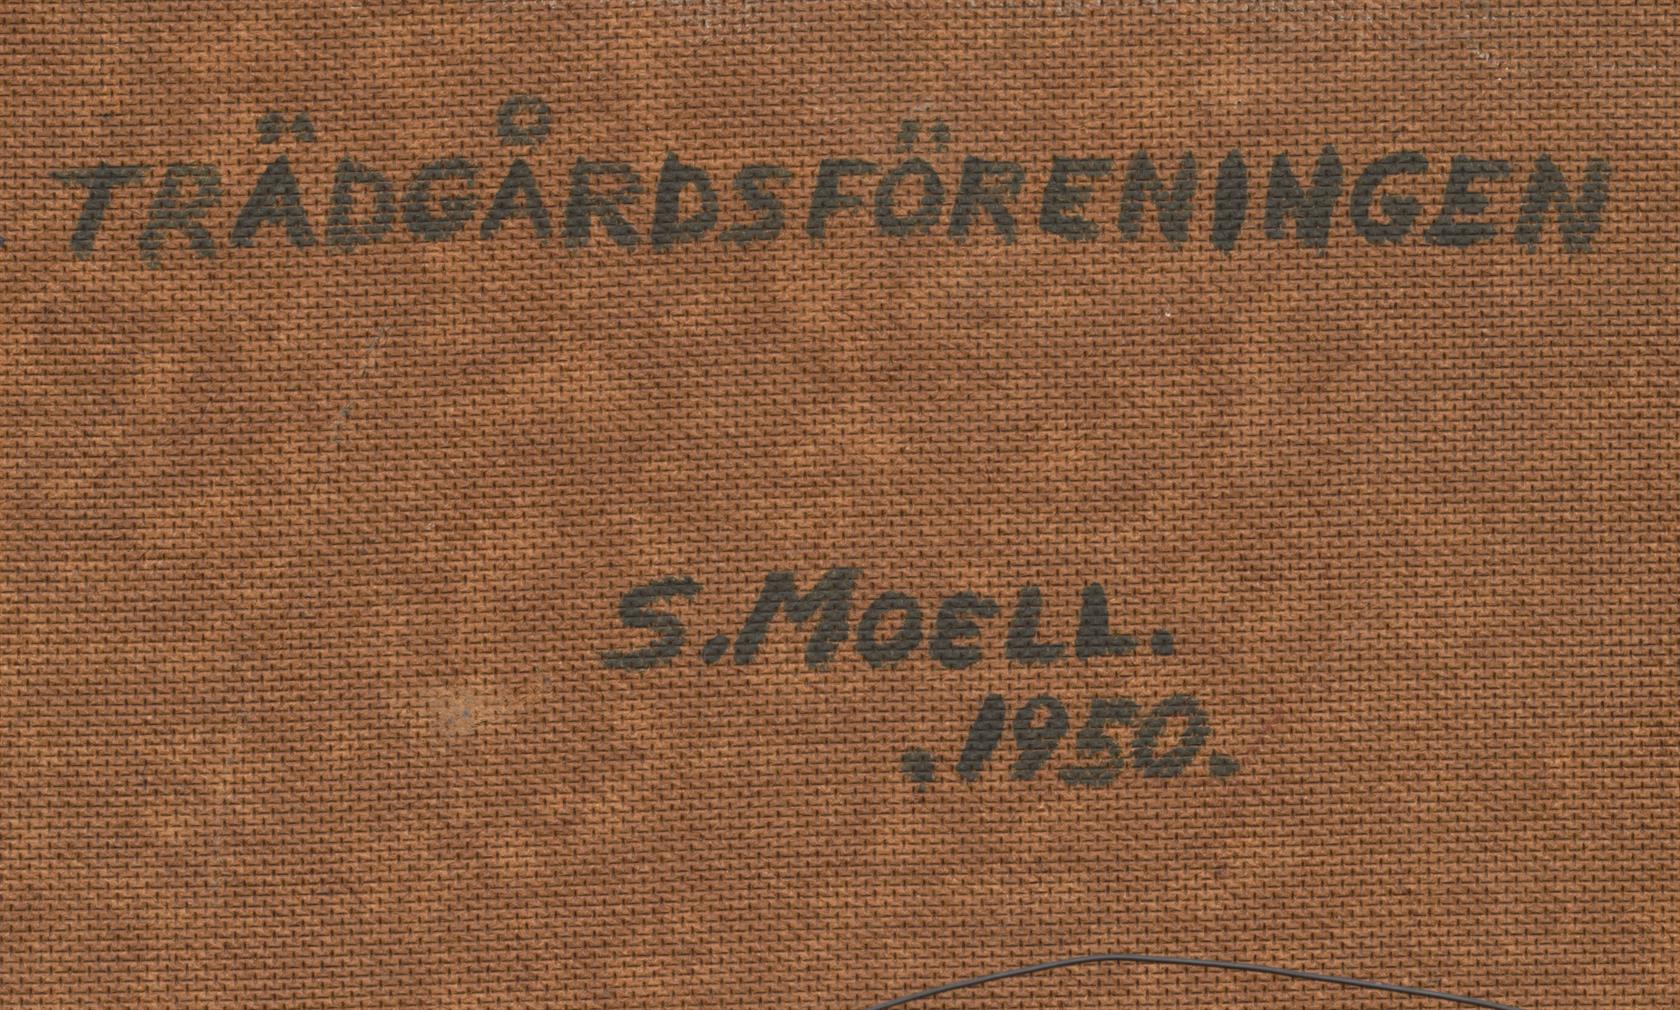 TRÄDGÅRDSFÖRENINGEN
S. MOELL.
.1950.